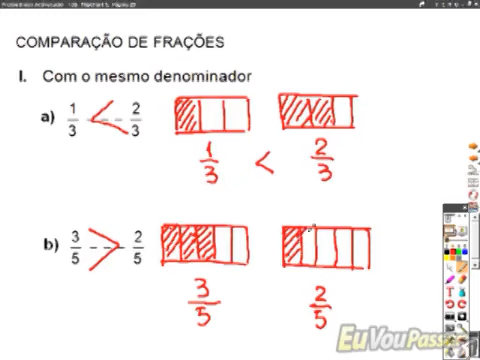 COMPARAÇÃO DE FRAÇÕES
I. Com o mesmo denominador
a) 1/3 < 2/3
1/3 < 2/3
b) 3/5 > 2/5
3/5 2/5
EuVouPassar